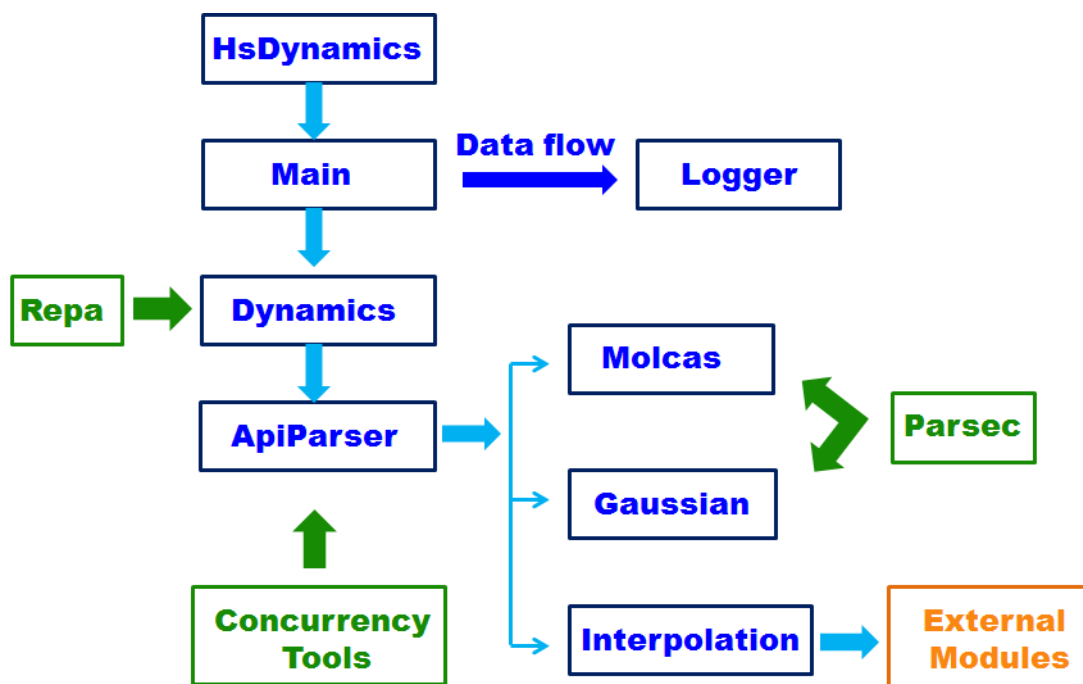 HsDynamics
Main
Data flow
Logger
Repa
Dynamics
Molcas
ApiParser
Parsec
Gaussian
Concurrency
Tools
Interpolation
External
Modules